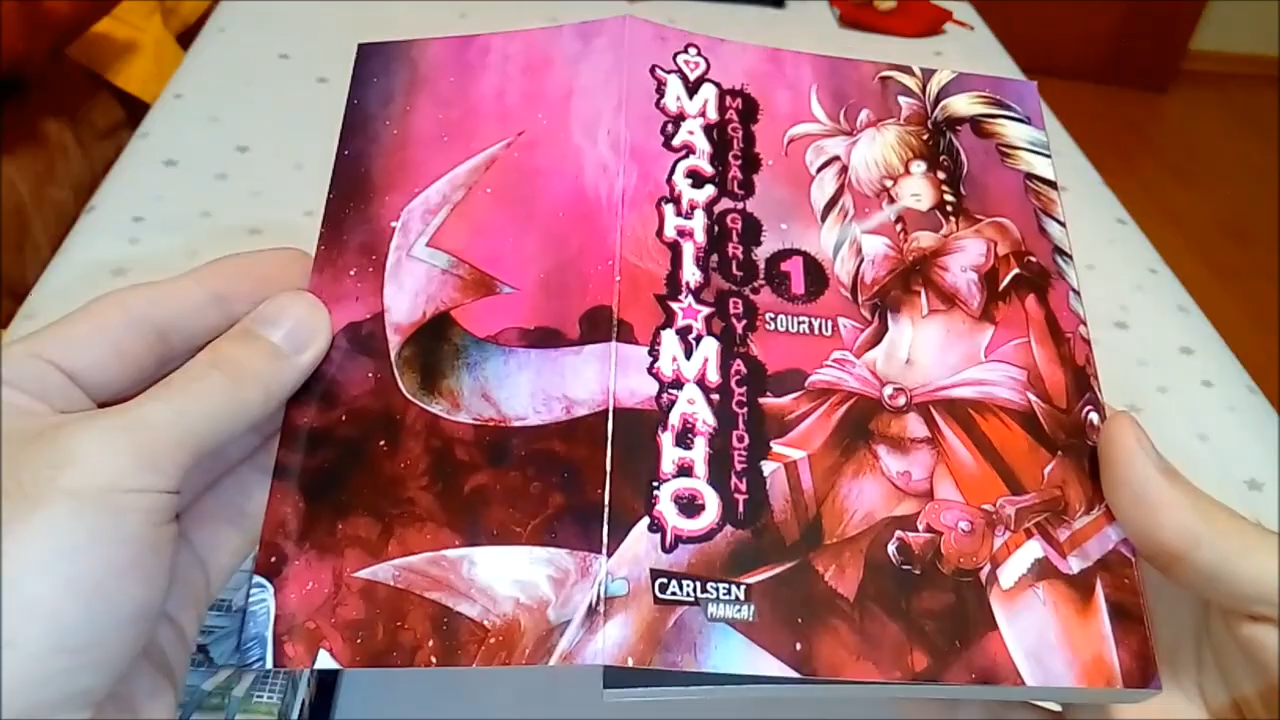 MACHI☆MAHO
MAGICAL GIRL BY ACCIDENT
1
SOURYU
CARLSEN
MANGA!